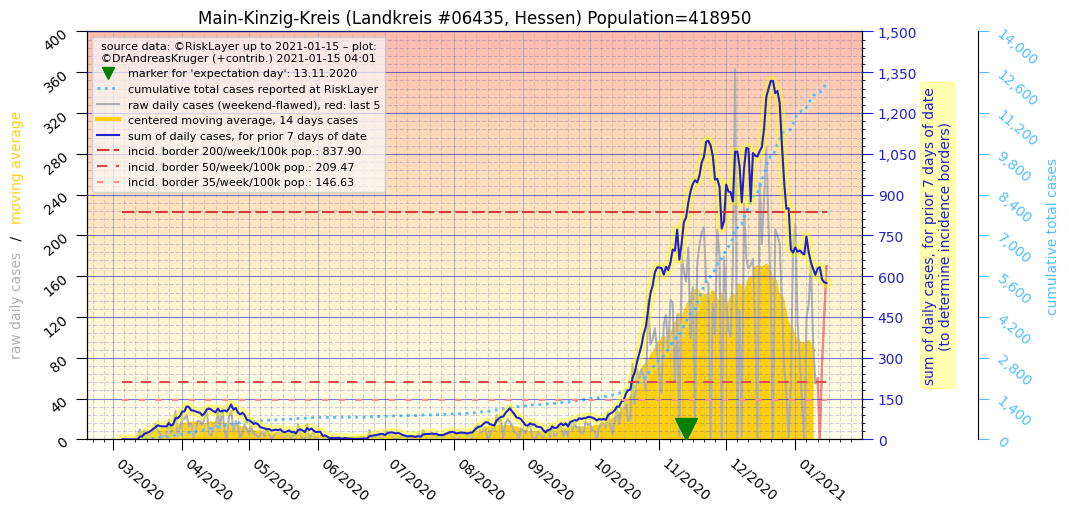 Main-Kinzig-Kreis (Landkreis #06435, Hessen) Population=418950
source data: ©RiskLayer up to 2021-01-15 – plot:
©DrAndreasKruger (+contrib.) 2021-01-15 04:01
marker for 'expectation day': 13.11.2020
cumulative total cases reported at RiskLayer
raw daily cases (weekend-flawed), red: last 5
centered moving average, 14 days cases
sum of daily cases, for prior 7 days of date
incid. border 200/week/100k pop.: 837.90
incid. border 50/week/100k pop.: 209.47
incid. border 35/week/100k pop.: 146.63
raw daily cases / moving average
400
360
320
280
240
200
160
120
80
40
0
03/2020
04/2020
05/2020
06/2020
07/2020
08/2020
09/2020
10/2020
11/2020
12/2020
01/2021
1,500
1,350
1,200
1,050
900
750
600
450
300
150
0
sum of daily cases, for prior 7 days of date
(to determine incidence borders)
14,000
12,600
11,200
9,800
8,400
7,000
5,600
4,200
2,800
1,400
0
cumulative total cases